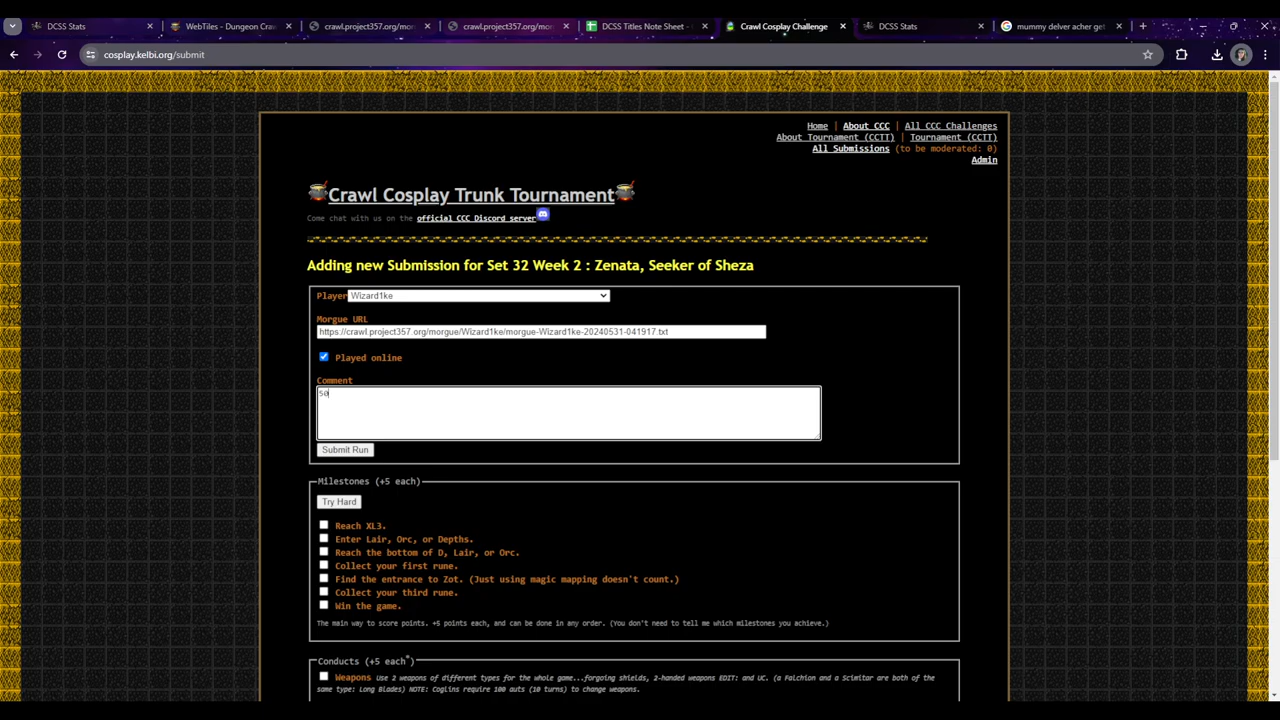 DCSS Stats
WebTiles - Dungeon Craw
crawl.project357.org/mor
crawl.project357.org/mor
DCSS Titles Note Sheet -
Crawl Cosplay Challenge
DCSS Stats
mummy delver acher get
cosplay.kelbi.org/submit
Home | About CCC | All CCC Challenges
About Tournament (CCTT) | Tournament (CCTT)
All Submissions (to be moderated: 0)
Admin
Crawl Cosplay Trunk Tournament
Come chat with us on the official CCC Discord server
Adding new Submission for Set 32 Week 2 : Zenata, Seeker of Sheza
Player Wizard1ke
Morgue URL
https://crawl.project357.org/morgue/Wizard1ke/morgue-Wizard1ke-20240531-041917.txt
Played online
Comment
50
Submit Run
Milestones (+5 each)
Try Hard
Reach XL3.
Enter Lair, Orc, or Depths.
Reach the bottom of D, Lair, or Orc.
Collect your first rune.
Find the entrance to Zot. (Just using magic mapping doesn't count.)
Collect your third rune.
Win the game.
The main way to score points. +5 points each, and can be done in any order. (You don't need to tell me which milestones you achieve.)
Conducts (+5 each*)
Weapons Use 2 weapons of different types for the whole game...forgoing shields, 2-handed weapons EDIT: and UC. (a Falchion and a Scimitar are both of the
same type: Long Blades) NOTE: Coglins require 100 auts (10 turns) to change weapons.